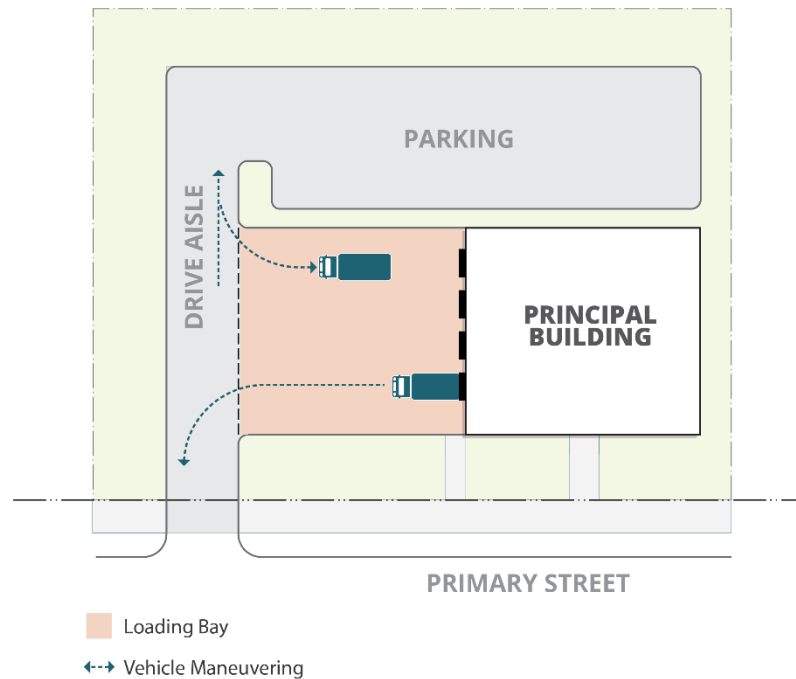 PARKING
DRIVE AISLE
PRINCIPAL
BUILDING
PRIMARY STREET
Loading Bay
Vehicle Maneuvering